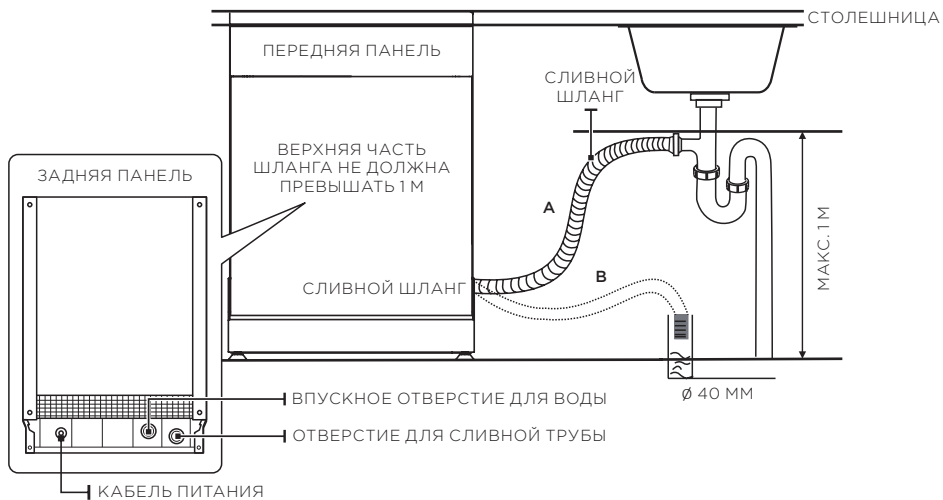 СТОЛЕШНИЦА
ПЕРЕДНЯЯ ПАНЕЛЬ
СЛИВНОЙ
ШЛАНГ
ВЕРХНЯЯ ЧАСТЬ
ШЛАНГА НЕ ДОЛЖНА
ПРЕВЫШАТЬ 1 М
ЗАДНЯЯ ПАНЕЛЬ
A
МАКС. 1 М
B
СЛИВНОЙ ШЛАНГ
Ø 40 ММ
ВПУСКНОЕ ОТВЕРСТИЕ ДЛЯ ВОДЫ
ОТВЕРСТИЕ ДЛЯ СЛИВНОЙ ТРУБЫ
КАБЕЛЬ ПИТАНИЯ